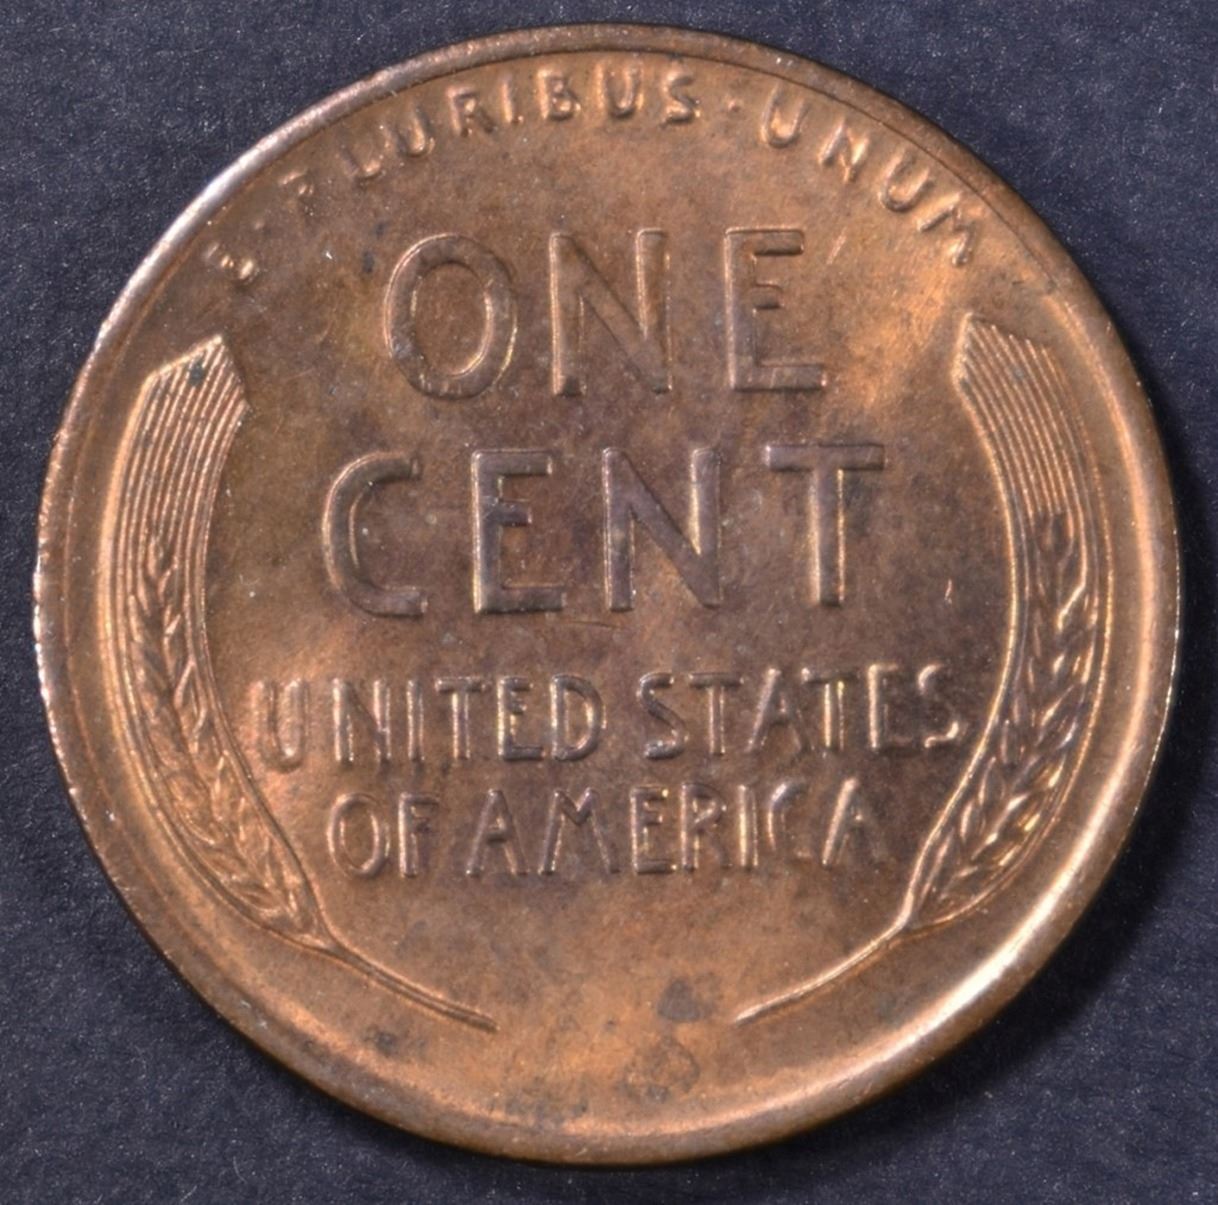 E · PLURIBUS · UNUM
ONE
CENT
UNITED STATES
OF AMERICA